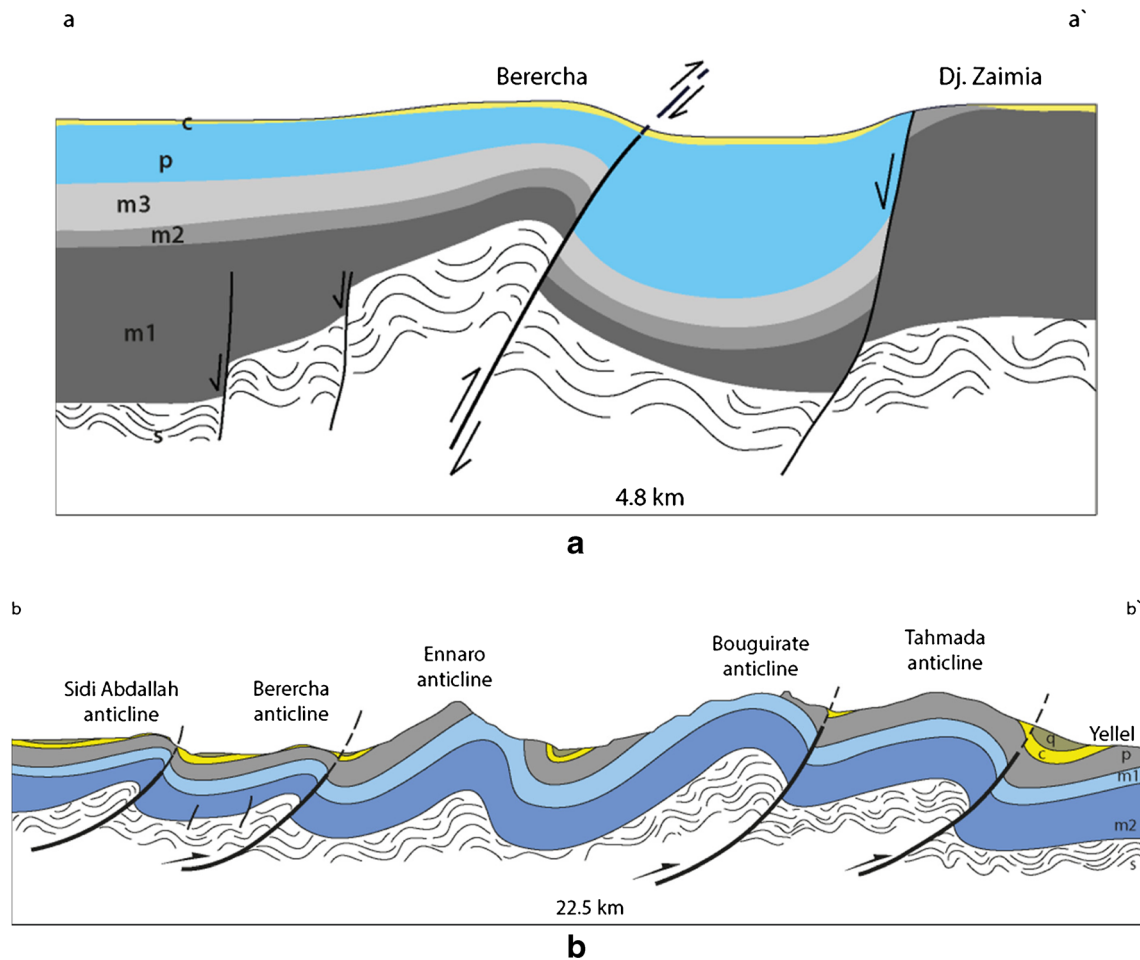 a a`
Berercha Dj. Zaimia
c
p
m3
m2
m1
s
4.8 km
a
b b`
Ennaro
anticline
Bouguirate
anticline
Tahmada
anticline
Sidi Abdallah
anticline
Berercha
anticline
Yellel
q
c
p
m1
m2
s
22.5 km
b